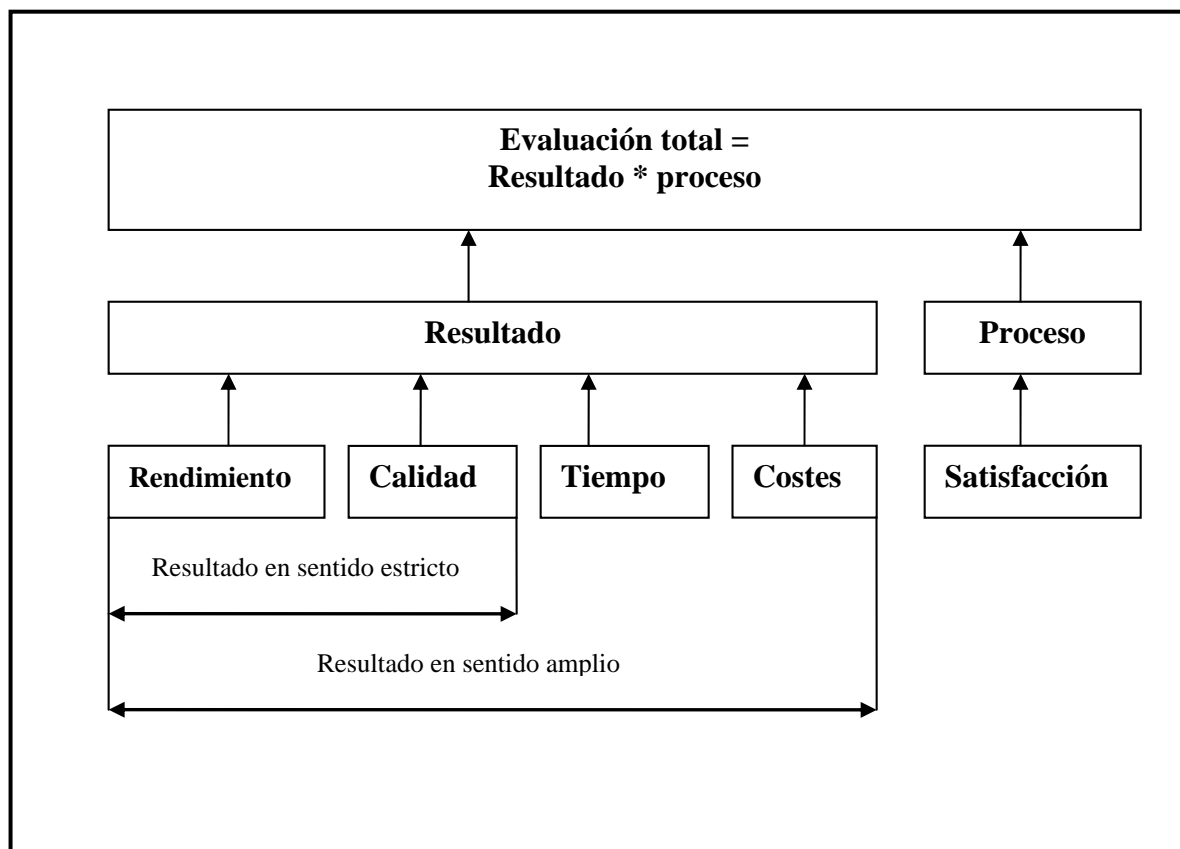 Evaluación total =
Resultado * proceso
Resultado
Proceso
Rendimiento
Calidad
Tiempo
Costes
Satisfacción
Resultado en sentido estricto
Resultado en sentido amplio